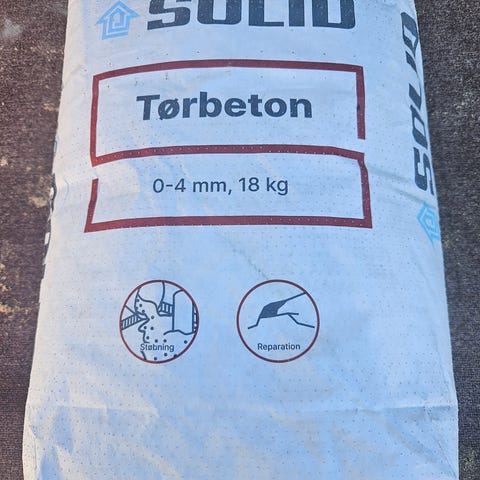 SOLID
Tørbeton
0-4 mm, 18 kg
Støbning
Reparation
SOLID